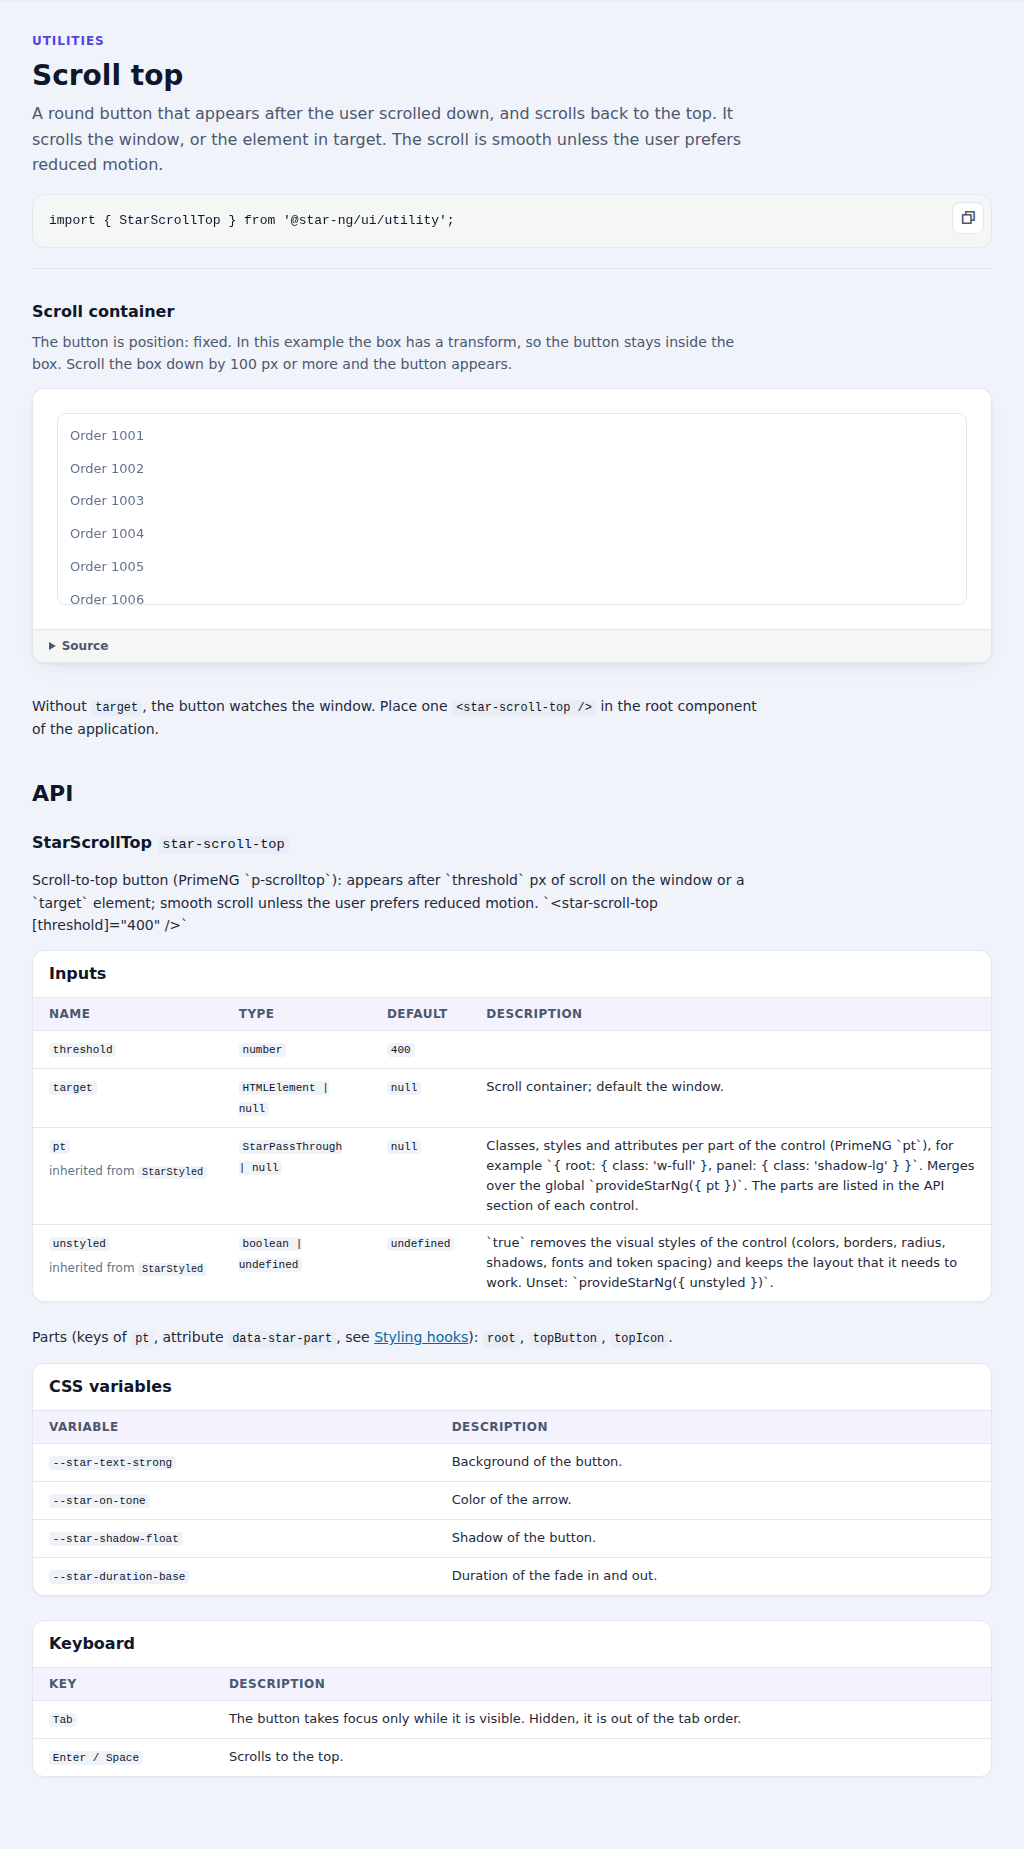 UTILITIES
Scroll top
A round button that appears after the user scrolled down, and scrolls back to the top. It
scrolls the window, or the element in target. The scroll is smooth unless the user prefers
reduced motion.
import { StarScrollTop } from '@star-ng/ui/utility';
Scroll container
The button is position: fixed. In this example the box has a transform, so the button stays inside the
box. Scroll the box down by 100 px or more and the button appears.
Order 1001
Order 1002
Order 1003
Order 1004
Order 1005
Order 1006
Source
Without target, the button watches the window. Place one <star-scroll-top /> in the root component
of the application.
API
StarScrollTop star-scroll-top
Scroll-to-top button (PrimeNG `p-scrolltop`): appears after `threshold` px of scroll on the window or a
`target` element; smooth scroll unless the user prefers reduced motion. `<star-scroll-top
[threshold]="400" />`
Inputs
NAME TYPE DEFAULT DESCRIPTION
threshold number 400
target HTMLElement | null Scroll container; default the window.
null
pt StarPassThrough null Classes, styles and attributes per part of the control (PrimeNG `pt`), for
inherited from StarStyled | null example `{ root: { class: 'w-full' }, panel: { class: 'shadow-lg' } }`. Merges
over the global `provideStarNg({ pt })`. The parts are listed in the API
section of each control.
unstyled boolean | undefined `true` removes the visual styles of the control (colors, borders, radius,
inherited from StarStyled undefined shadows, fonts and token spacing) and keeps the layout that it needs to
work. Unset: `provideStarNg({ unstyled })`.
Parts (keys of pt, attribute data-star-part, see Styling hooks): root, topButton, topIcon.
CSS variables
VARIABLE DESCRIPTION
--star-text-strong Background of the button.
--star-on-tone Color of the arrow.
--star-shadow-float Shadow of the button.
--star-duration-base Duration of the fade in and out.
Keyboard
KEY DESCRIPTION
Tab The button takes focus only while it is visible. Hidden, it is out of the tab order.
Enter / Space Scrolls to the top.